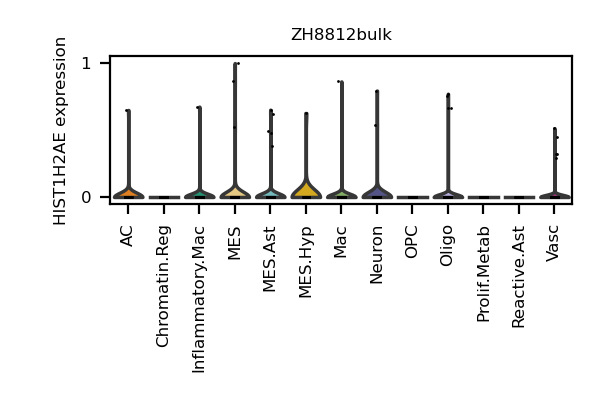 ZH8812bulk
HIST1H2AE expression
1
0
AC
Chromatin.Reg
Inflammatory.Mac
MES
MES.Ast
MES.Hyp
Mac
Neuron
OPC
Oligo
Prolif.Metab
Reactive.Ast
Vasc